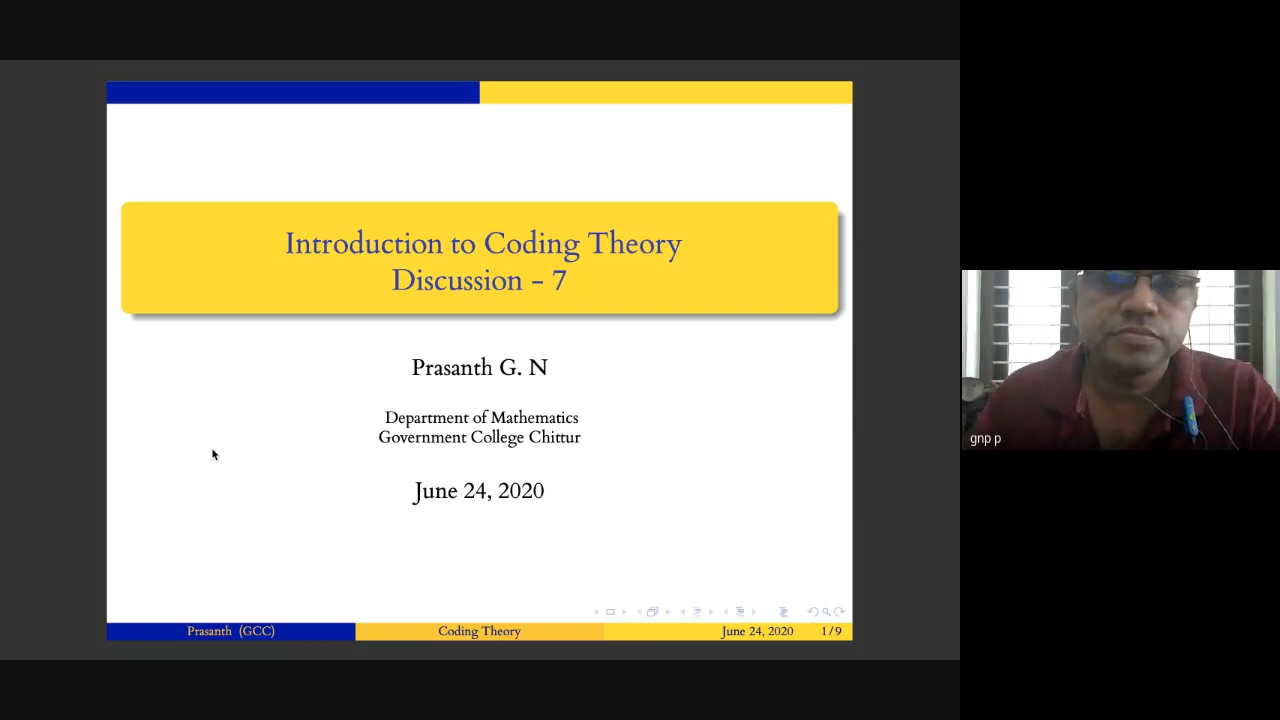 Introduction to Coding Theory
Discussion - 7
Prasanth G. N
Department of Mathematics
Government College Chittur
June 24, 2020
Prasanth (GCC)
Coding Theory
June 24, 2020
1 / 9
gnp p